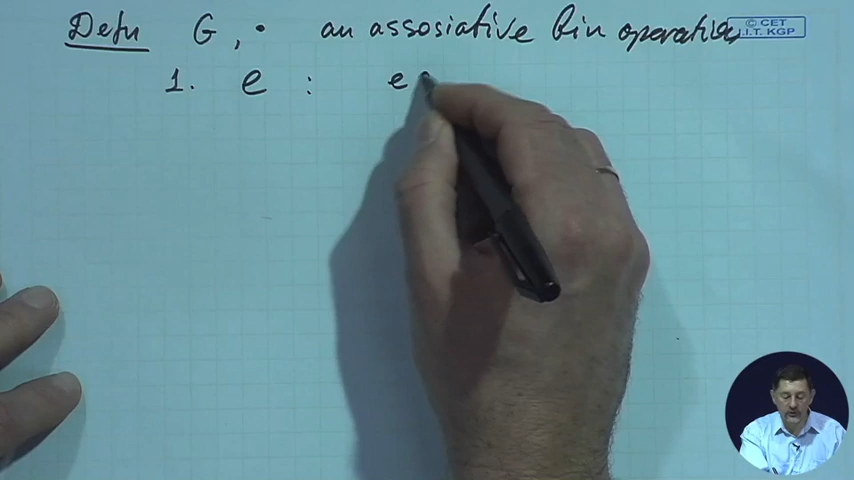 Defn G, · an assosiative bin operation
© CET
I.I.T. KGP
1. e : e